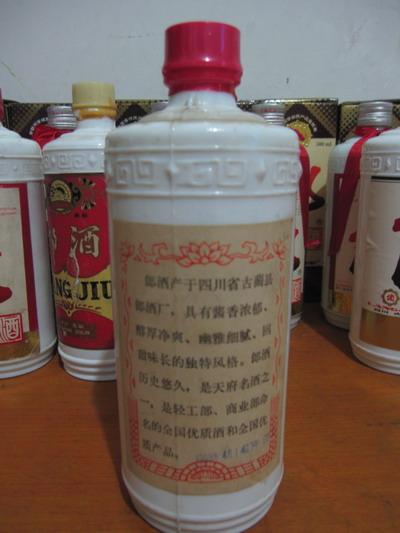 郎酒产于四川省古蔺县
郎酒厂，具有酱香浓郁、
醇厚净爽、幽雅细腻、回
甜味长的独特风格。郎酒
历史悠久，是天府名酒之
一，是轻工部、商业部命
名的全国优质酒和全国优
质产品。
酒
NG JIU
500 ml